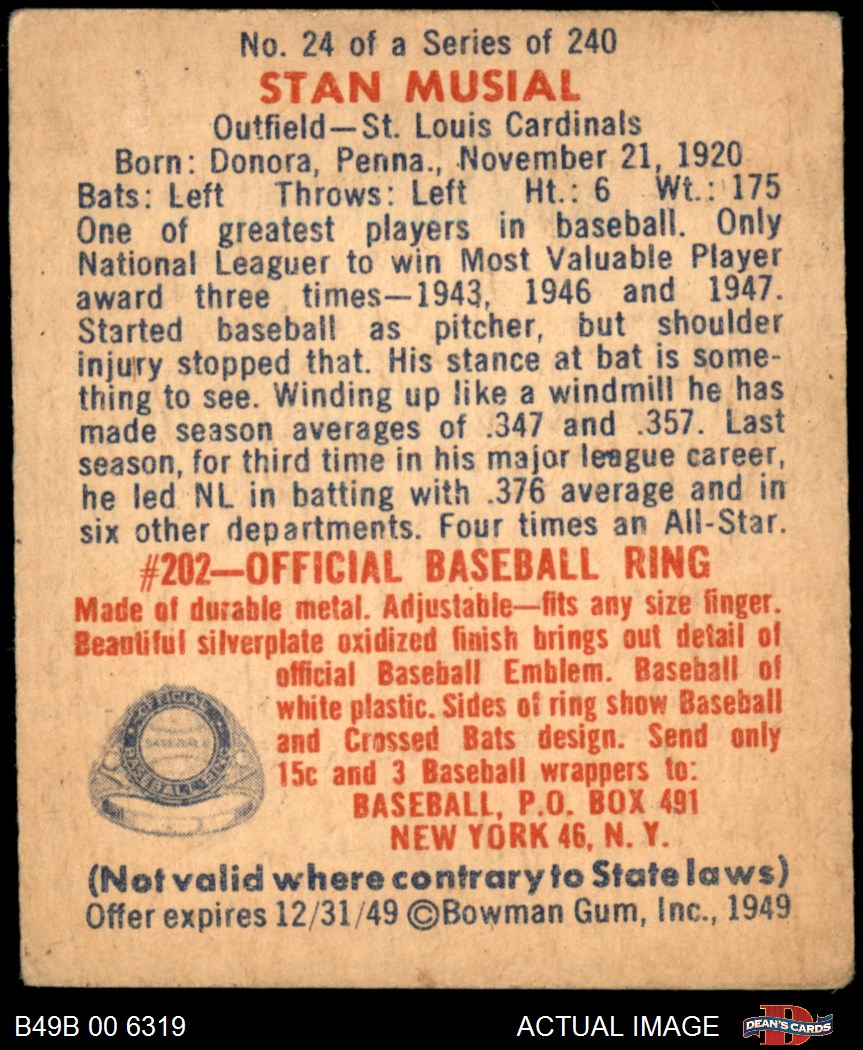 No. 24 of a Series of 240
STAN MUSIAL
Outfield—St. Louis Cardinals
Born: Donora, Penna., November 21, 1920
Bats: Left Throws: Left Ht.: 6 Wt.: 175
One of greatest players in baseball. Only
National Leaguer to win Most Valuable Player
award three times—1943, 1946 and 1947.
Started baseball as pitcher, but shoulder
injury stopped that. His stance at bat is some-
thing to see. Winding up like a windmill he has
made season averages of .347 and .357. Last
season, for third time in his major league career,
he led NL in batting with .376 average and in
six other departments. Four times an All-Star.
#202—OFFICIAL BASEBALL RING
Made of durable metal. Adjustable—fits any size finger.
Beautiful silverplate oxidized finish brings out detail of
official Baseball Emblem. Baseball of
white plastic. Sides of ring show Baseball
and Crossed Bats design. Send only
15c and 3 Baseball wrappers to:
BASEBALL, P.O. BOX 491
NEW YORK 46, N. Y.
OFFICIAL
BASEBALL
BASEBALL RING
(Not valid where contrary to State laws)
Offer expires 12/31/49 ©Bowman Gum, Inc., 1949
B49B 00 6319
ACTUAL IMAGE
D
DEAN'S CARDS